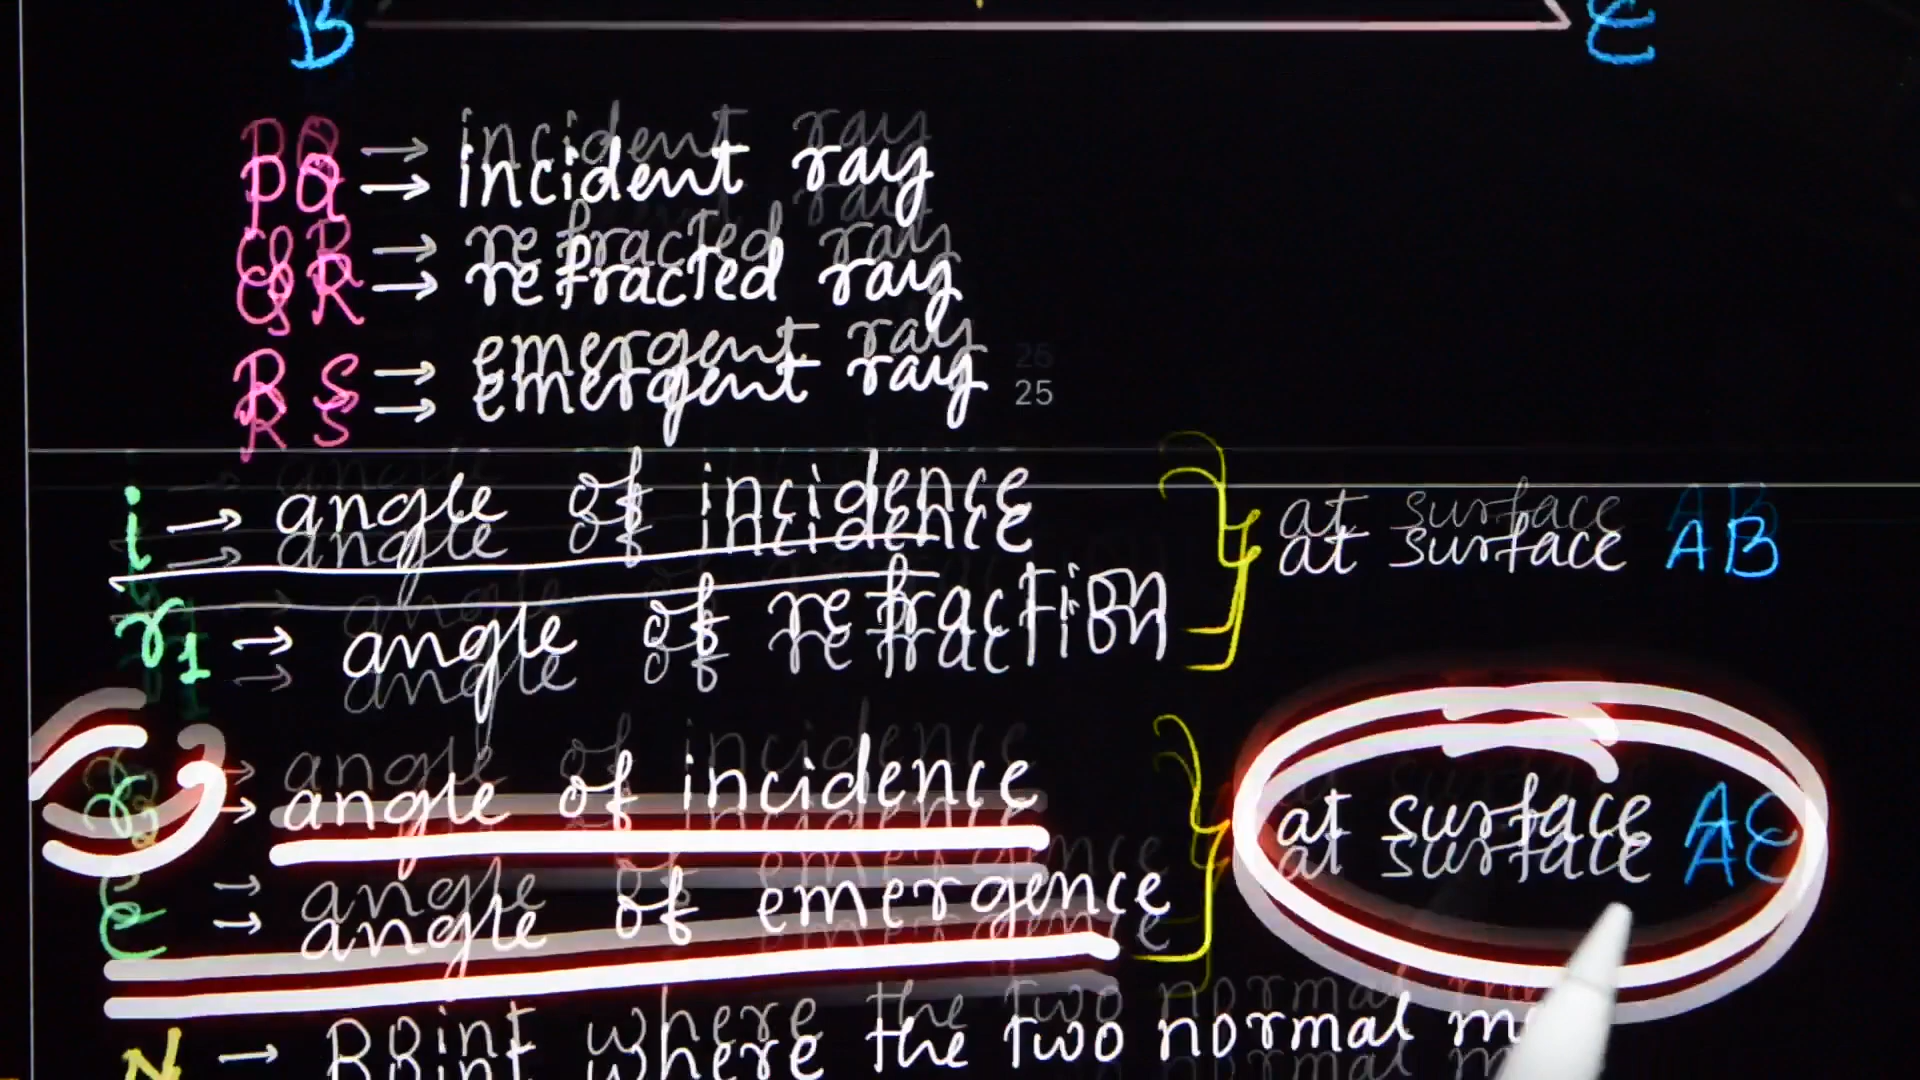 B C
PQ → incident ray
QR → refracted ray
RS → emergent ray
25
i → angle of incidence
at surface AB
r1 → angle of refraction
r2 → angle of incidence
at surface AC
e → angle of emergence
N → Point where the two normal